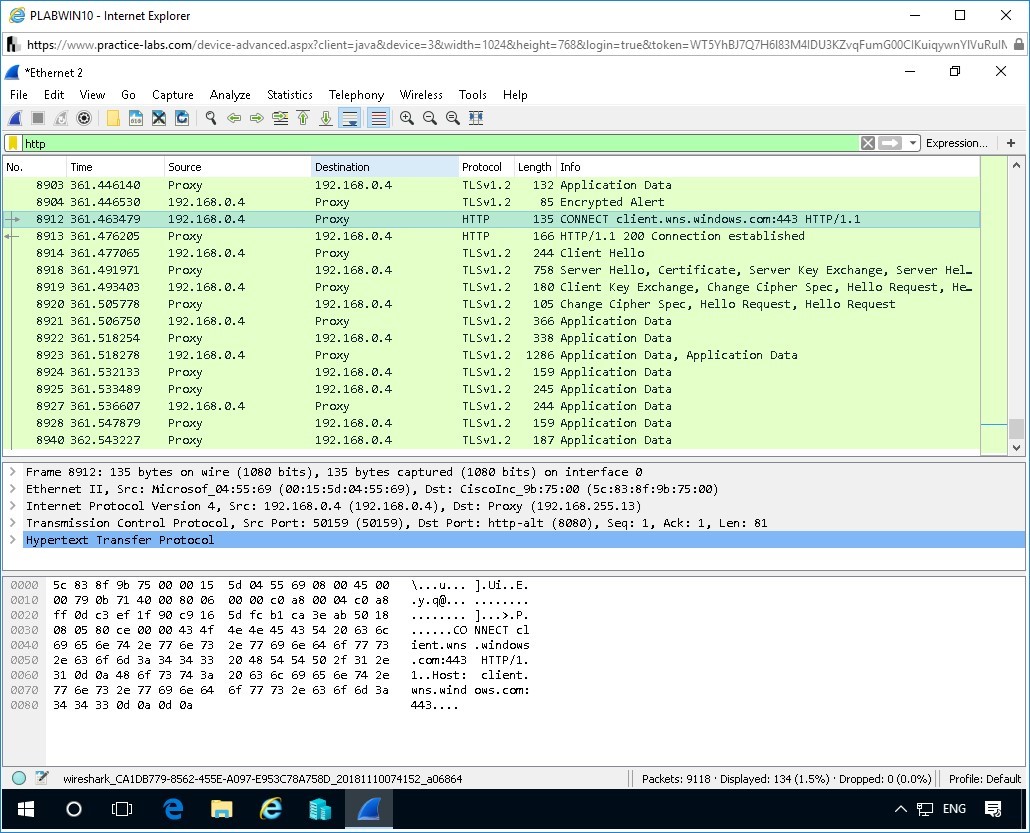 PLABWIN10 - Internet Explorer
https://www.practice-labs.com/device-advanced.aspx?client=java&device=3&width=1024&height=768&login=true&token=
*Ethernet 2
File Edit View Go Capture Analyze Statistics Telephony Wireless Tools Help
http Expression... +
No. Time Source Destination Protocol Length Info
8903 361.446140 Proxy 192.168.0.4 TLSv1.2 132 Application Data
8904 361.446530 192.168.0.4 Proxy TLSv1.2 85 Encrypted Alert
8912 361.463479 192.168.0.4 Proxy HTTP 135 CONNECT client.wns.windows.com:443 HTTP/1.1
8913 361.476205 Proxy 192.168.0.4 HTTP 166 HTTP/1.1 200 Connection established
8914 361.477065 192.168.0.4 Proxy TLSv1.2 244 Client Hello
8918 361.491971 Proxy 192.168.0.4 TLSv1.2 758 Server Hello, Certificate, Server Key Exchange, Server Hel…
8919 361.493403 192.168.0.4 Proxy TLSv1.2 180 Client Key Exchange, Change Cipher Spec, Hello Request, He…
8920 361.505778 Proxy 192.168.0.4 TLSv1.2 105 Change Cipher Spec, Hello Request, Hello Request
8921 361.506750 192.168.0.4 Proxy TLSv1.2 366 Application Data
8922 361.518254 Proxy 192.168.0.4 TLSv1.2 338 Application Data
8923 361.518278 192.168.0.4 Proxy TLSv1.2 1286 Application Data, Application Data
8924 361.532133 Proxy 192.168.0.4 TLSv1.2 159 Application Data
8925 361.533489 Proxy 192.168.0.4 TLSv1.2 245 Application Data
8927 361.536607 192.168.0.4 Proxy TLSv1.2 244 Application Data
8928 361.547879 Proxy 192.168.0.4 TLSv1.2 159 Application Data
8940 362.543227 Proxy 192.168.0.4 TLSv1.2 187 Application Data
Frame 8912: 135 bytes on wire (1080 bits), 135 bytes captured (1080 bits) on interface 0
Ethernet II, Src: Microsof_04:55:69 (00:15:5d:04:55:69), Dst: CiscoInc_9b:75:00 (5c:83:8f:9b:75:00)
Internet Protocol Version 4, Src: 192.168.0.4 (192.168.0.4), Dst: Proxy (192.168.255.13)
Transmission Control Protocol, Src Port: 50159 (50159), Dst Port: http-alt (8080), Seq: 1, Ack: 1, Len: 81
Hypertext Transfer Protocol
0000 5c 83 8f 9b 75 00 00 15 5d 04 55 69 08 00 45 00 \...u... ].Ui..E.
0010 00 79 0b 71 40 00 80 06 00 00 c0 a8 00 04 c0 a8 .y.q@... ........
0020 ff 0d c3 ef 1f 90 c9 16 5d fc b1 ca 3e ab 50 18 ........ ]...>.P.
0030 08 05 80 ce 00 00 43 4f 4e 4e 45 43 54 20 63 6c ......CO NNECT cl
0040 69 65 6e 74 2e 77 6e 73 2e 77 69 6e 64 6f 77 73 ient.wns .windows
0050 2e 63 6f 6d 3a 34 34 33 20 48 54 54 50 2f 31 2e .com:443 HTTP/1.
0060 31 0d 0a 48 6f 73 74 3a 20 63 6c 69 65 6e 74 2e 1..Host: client.
0070 77 6e 73 2e 77 69 6e 64 6f 77 73 2e 63 6f 6d 3a wns.wind ows.com:
0080 34 34 33 0d 0a 0d 0a 443....
wireshark_CA1DB779-8562-455E-A097-E953C78A758D_20181110074152_a06864 Packets: 9118 · Displayed: 134 (1.5%) · Dropped: 0 (0.0%) Profile: Default
ENG